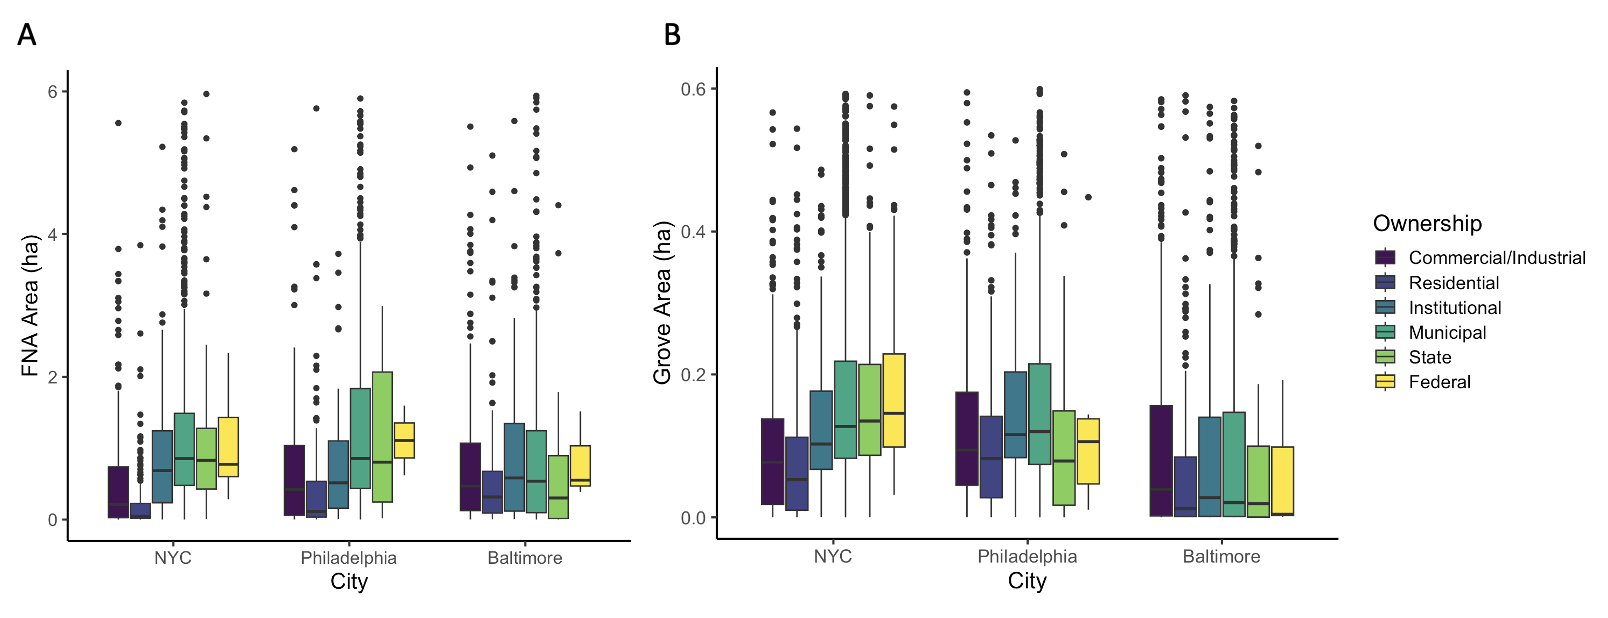 A
FNA Area (ha)
6
4
2
0
NYC
Philadelphia
Baltimore
City
B
Grove Area (ha)
0.6
0.4
0.2
0.0
NYC
Philadelphia
Baltimore
City
Ownership
Commercial/Industrial
Residential
Institutional
Municipal
State
Federal